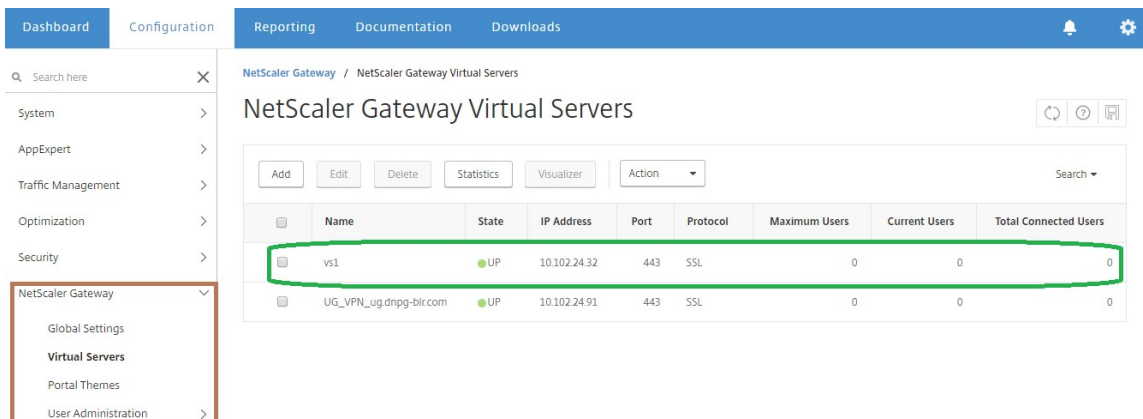 Dashboard Configuration Reporting Documentation Downloads
Search here
NetScaler Gateway / NetScaler Gateway Virtual Servers
System
NetScaler Gateway Virtual Servers
AppExpert
Traffic Management
Add Edit Delete Statistics Visualizer Action Search
Optimization
Name State IP Address Port Protocol Maximum Users Current Users Total Connected Users
Security
vs1 UP 10.102.24.32 443 SSL 0 0 0
NetScaler Gateway
UG_VPN_ug.dnpg-blr.com UP 10.102.24.91 443 SSL 0 0 0
Global Settings
Virtual Servers
Portal Themes
User Administration